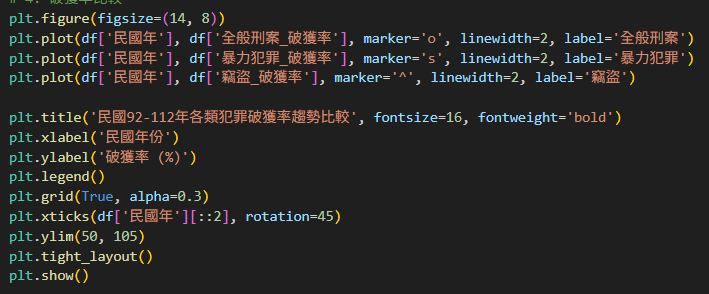 plt.figure(figsize=(14, 8))
plt.plot(df['民國年'], df['全般刑案_破獲率'], marker='o', linewidth=2, label='全般刑案')
plt.plot(df['民國年'], df['暴力犯罪_破獲率'], marker='s', linewidth=2, label='暴力犯罪')
plt.plot(df['民國年'], df['竊盜_破獲率'], marker='^', linewidth=2, label='竊盜')
plt.title('民國92-112年各類犯罪破獲率趨勢比較', fontsize=16, fontweight='bold')
plt.xlabel('民國年份')
plt.ylabel('破獲率 (%)')
plt.legend()
plt.grid(True, alpha=0.3)
plt.xticks(df['民國年'][::2], rotation=45)
plt.ylim(50, 105)
plt.tight_layout()
plt.show()